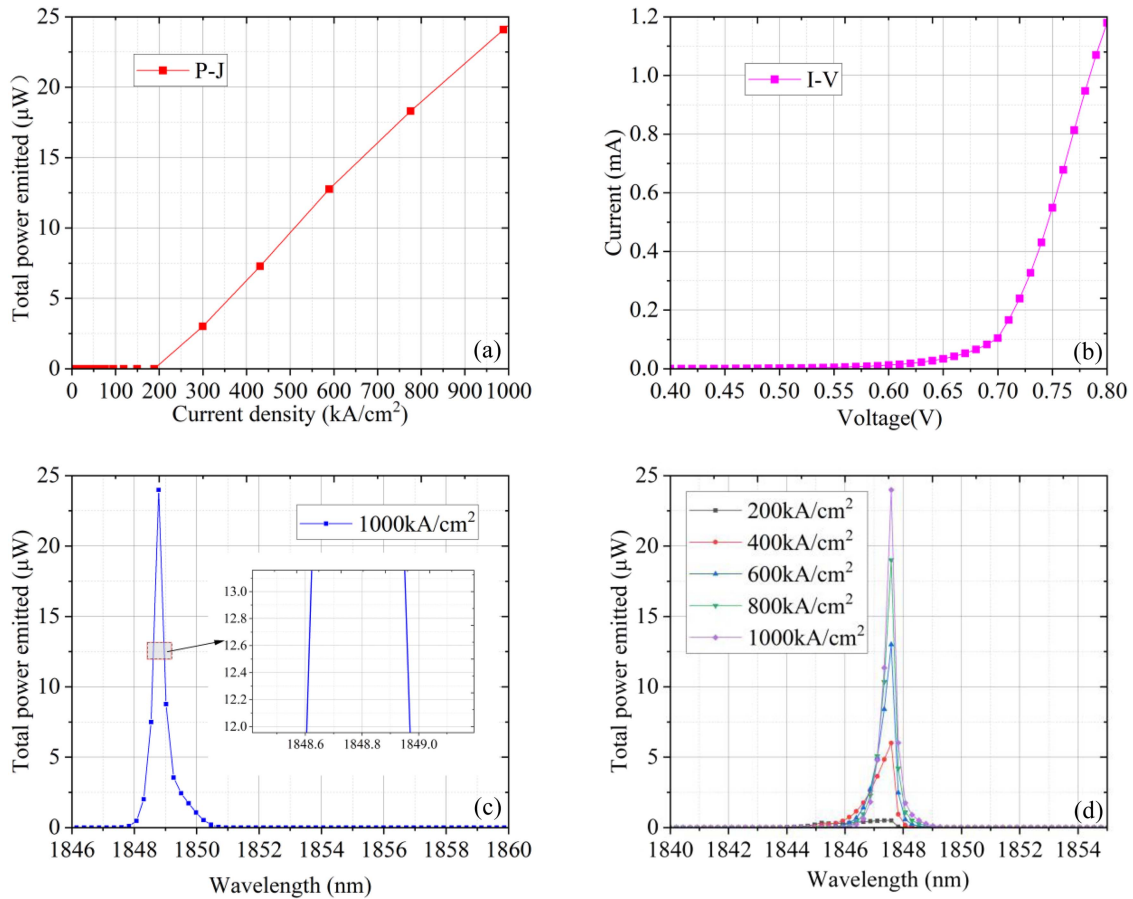 25
20
15
10
5
0
Total power emitted (μW)
P-J
(a)
0 100 200 300 400 500 600 700 800 900 1000
Current density (kA/cm²)
1.2
1.0
0.8
0.6
0.4
0.2
0.0
Current (mA)
I-V
(b)
0.40 0.45 0.50 0.55 0.60 0.65 0.70 0.75 0.80
Voltage(V)
25
20
15
10
5
0
Total power emitted (μW)
1000kA/cm²
13.0
12.8
12.6
12.4
12.2
12.0
1848.6 1848.8 1849.0
(c)
1846 1848 1850 1852 1854 1856 1858 1860
Wavelength (nm)
25
20
15
10
5
0
Total power emitted (μW)
200kA/cm²
400kA/cm²
600kA/cm²
800kA/cm²
1000kA/cm²
(d)
1840 1842 1844 1846 1848 1850 1852 1854
Wavelength (nm)